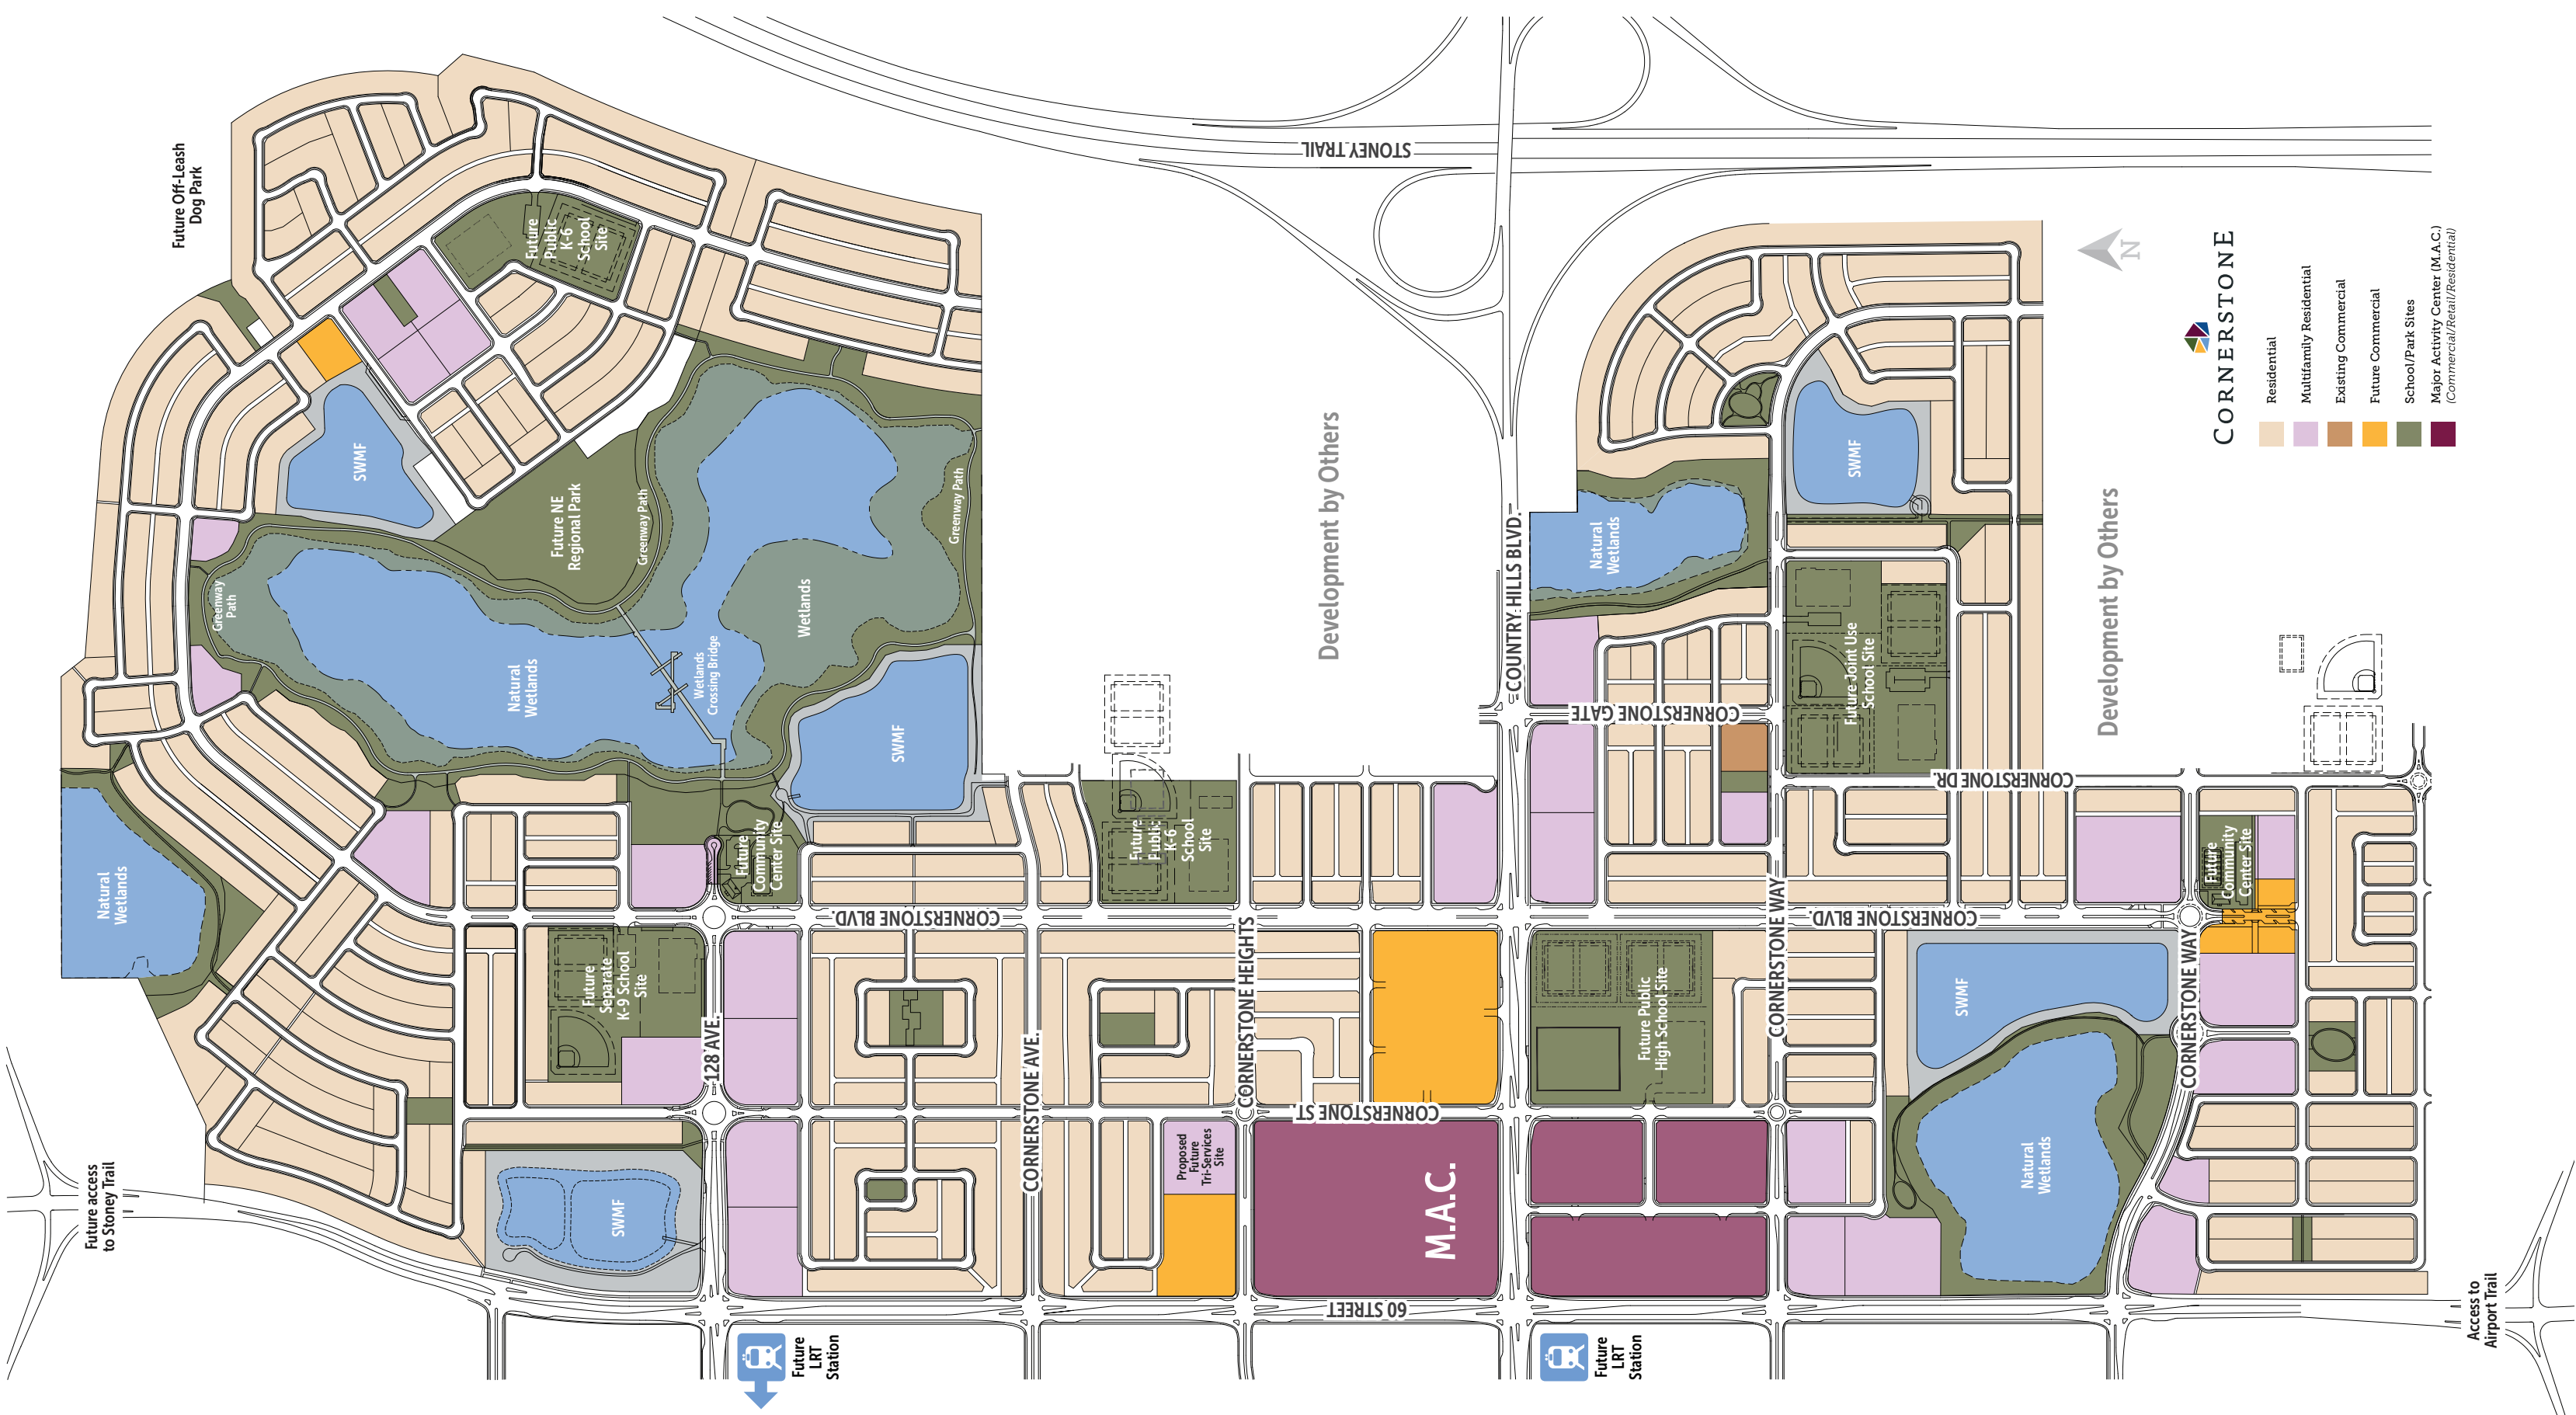 Future Off-Leash
Dog Park
Future
Public
K-6
School
Site
STONEY TRAIL
SWMF
Future NE
Regional Park
Greenway Path
Greenway Path
Greenway
Path
Natural
Wetlands
Wetlands
Wetlands
Crossing Bridge
SWMF
Natural
Wetlands
Future
Community
Center Site
Future
Public
K-6
School
Site
Development by Others
COUNTRY HILLS BLVD.
Natural
Wetlands
SWMF
Future Joint Use
School Site
CORNERSTONE GATE
CORNERSTONE DR.
Development by Others
N
CORNERSTONE
Residential
Multifamily Residential
Existing Commercial
Future Commercial
School/Park Sites
Major Activity Center (M.A.C.)
(Commercial/Retail/Residential)
Future
Separate
K-9 School
Site
128 AVE.
CORNERSTONE BLVD.
CORNERSTONE AVE.
CORNERSTONE HEIGHTS
CORNERSTONE ST.
Future Public
High School Site
CORNERSTONE WAY
CORNERSTONE BLVD.
SWMF
Future
Community
Center Site
CORNERSTONE WAY
Natural
Wetlands
Proposed
Future
Tri-Services
Site
M.A.C.
SWMF
Future access
to Stoney Trail
60 STREET
Future
LRT
Station
Future
LRT
Station
Access to
Airport Trail